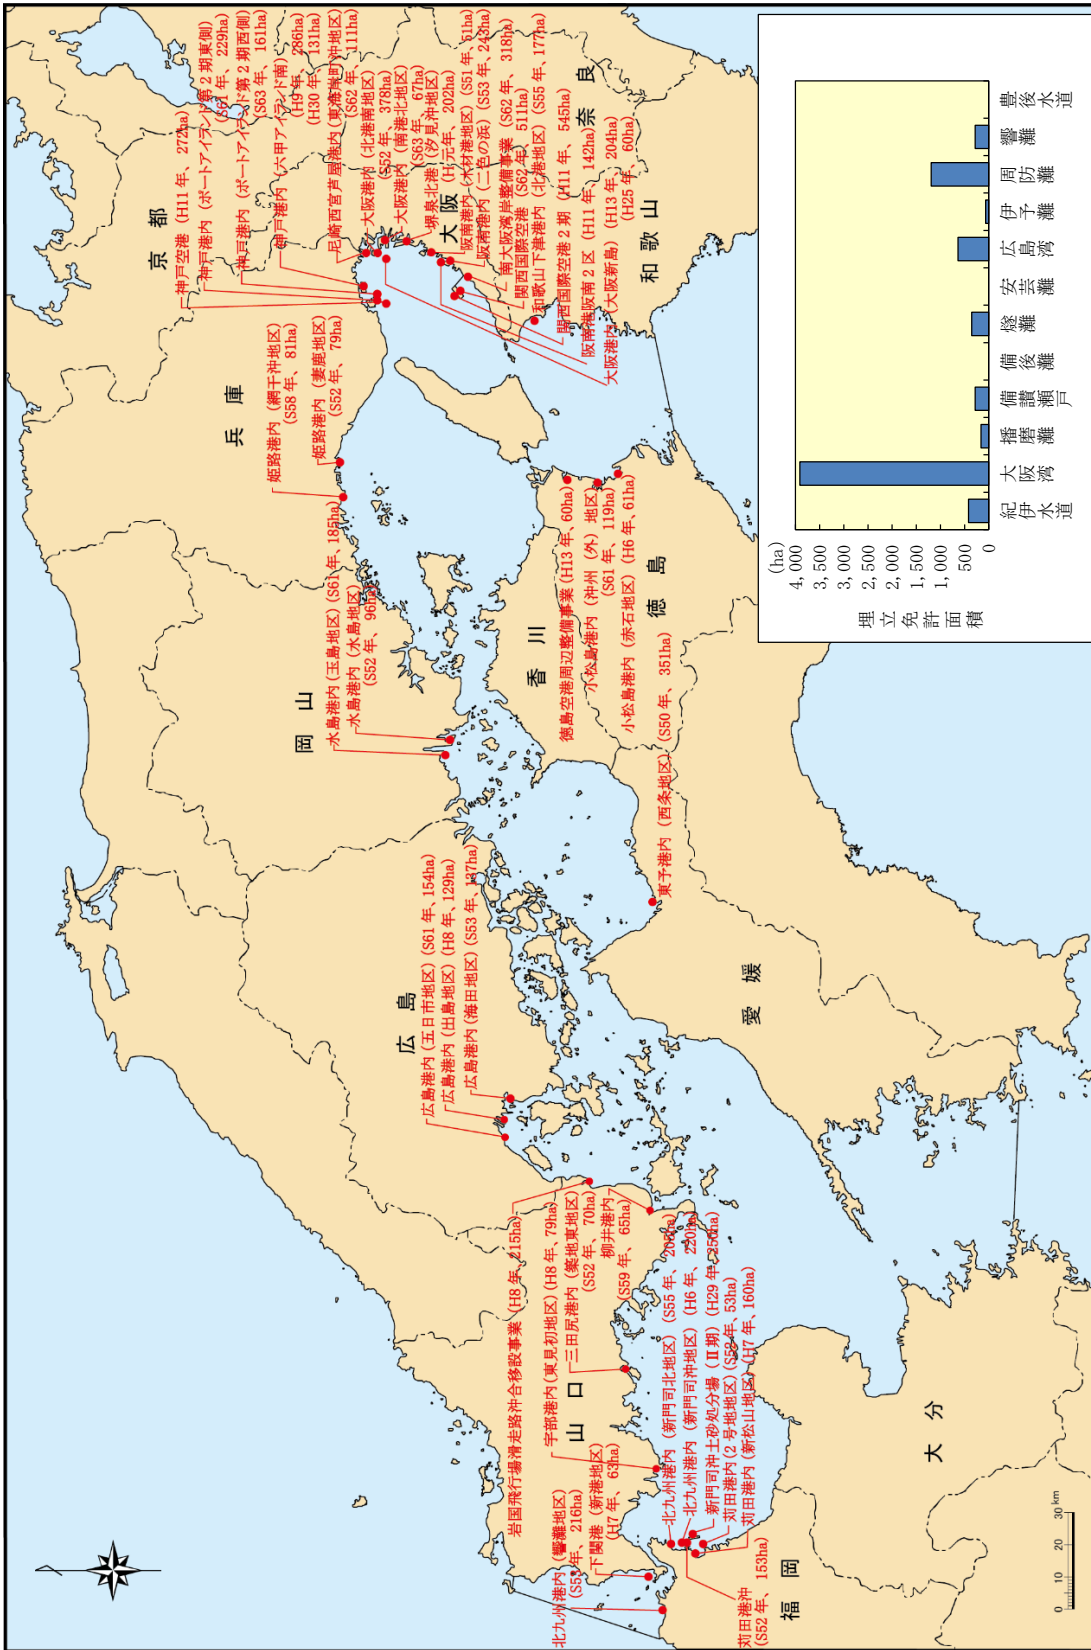 京都
兵庫
大阪
奈良
和歌山
岡山
広島
山口
香川
徳島
愛媛
福岡
大分
神戸空港 (H11年、272ha)
神戸港内 (ポートアイランド第2期東側)
(S61年、229ha)
神戸港内 (ポートアイランド第2期西側)
(S63年、161ha)
神戸港内 (六甲アイランド南)
(H9年、286ha)
(H30年、131ha)
尼崎西宮芦屋港内 (東海岸町沖地区)
(S62年、111ha)
大阪港内 (北港南地区)
(S52年、378ha)
大阪港内 (南港北地区)
(S63年、67ha)
堺泉北港 (汐見沖地区)
(H元年、202ha)
阪南港内 (木材港地区) (S51年、61ha)
阪南港内 (二色の浜) (S53年、243ha)
南大阪湾岸整備事業 (S62年、318ha)
関西国際空港 (S62年、511ha)
和歌山下津港内 (北港地区) (S55年、177ha)
関西国際空港2期 (H11年、545ha)
阪南港阪南2区 (H11年、142ha)
大阪港内 (大阪新島) (H13年、204ha)
(H25年、60ha)
姫路港内 (網干沖地区)
(S58年、81ha)
姫路港内 (妻鹿地区)
(S52年、79ha)
水島港内 (玉島地区) (S61年、185ha)
水島港内 (水島地区)
(S52年、96ha)
徳島空港周辺整備事業 (H13年、60ha)
小松島港内 (沖州(外)地区)
(S61年、119ha)
小松島港内 (赤石地区) (H6年、61ha)
東予港内 (西条地区) (S50年、351ha)
広島港内 (五日市地区) (S61年、154ha)
広島港内 (出島地区) (H8年、129ha)
広島港内 (海田地区) (S53年、137ha)
岩国飛行場滑走路沖合移設事業 (H8年、215ha)
宇部港内 (東見初地区) (H8年、79ha)
三田尻港内 (築地東地区)
(S52年、70ha)
柳井港内
(S59年、65ha)
北九州港内 (響灘地区)
(S53年、216ha)
下関港 (新港地区)
(H7年、63ha)
北九州港内 (新門司北地区) (S55年、
北九州港内 (新門司沖地区) (H6年、220ha)
新門司沖土砂処分場 (Ⅱ期) (H29年、250ha)
苅田港内 (2号地地区) (S53年、53ha)
苅田港内 (新松山地区) (H7年、160ha)
苅田港沖
(S52年、153ha)
0 10 20 30 km
(ha)
4,000
3,500
3,000
2,500
2,000
1,500
1,000
500
0
埋立免許面積
紀伊水道
大阪湾
播磨灘
備讃瀬戸
備後灘
燧灘
安芸灘
広島湾
伊予灘
周防灘
響灘
豊後水道